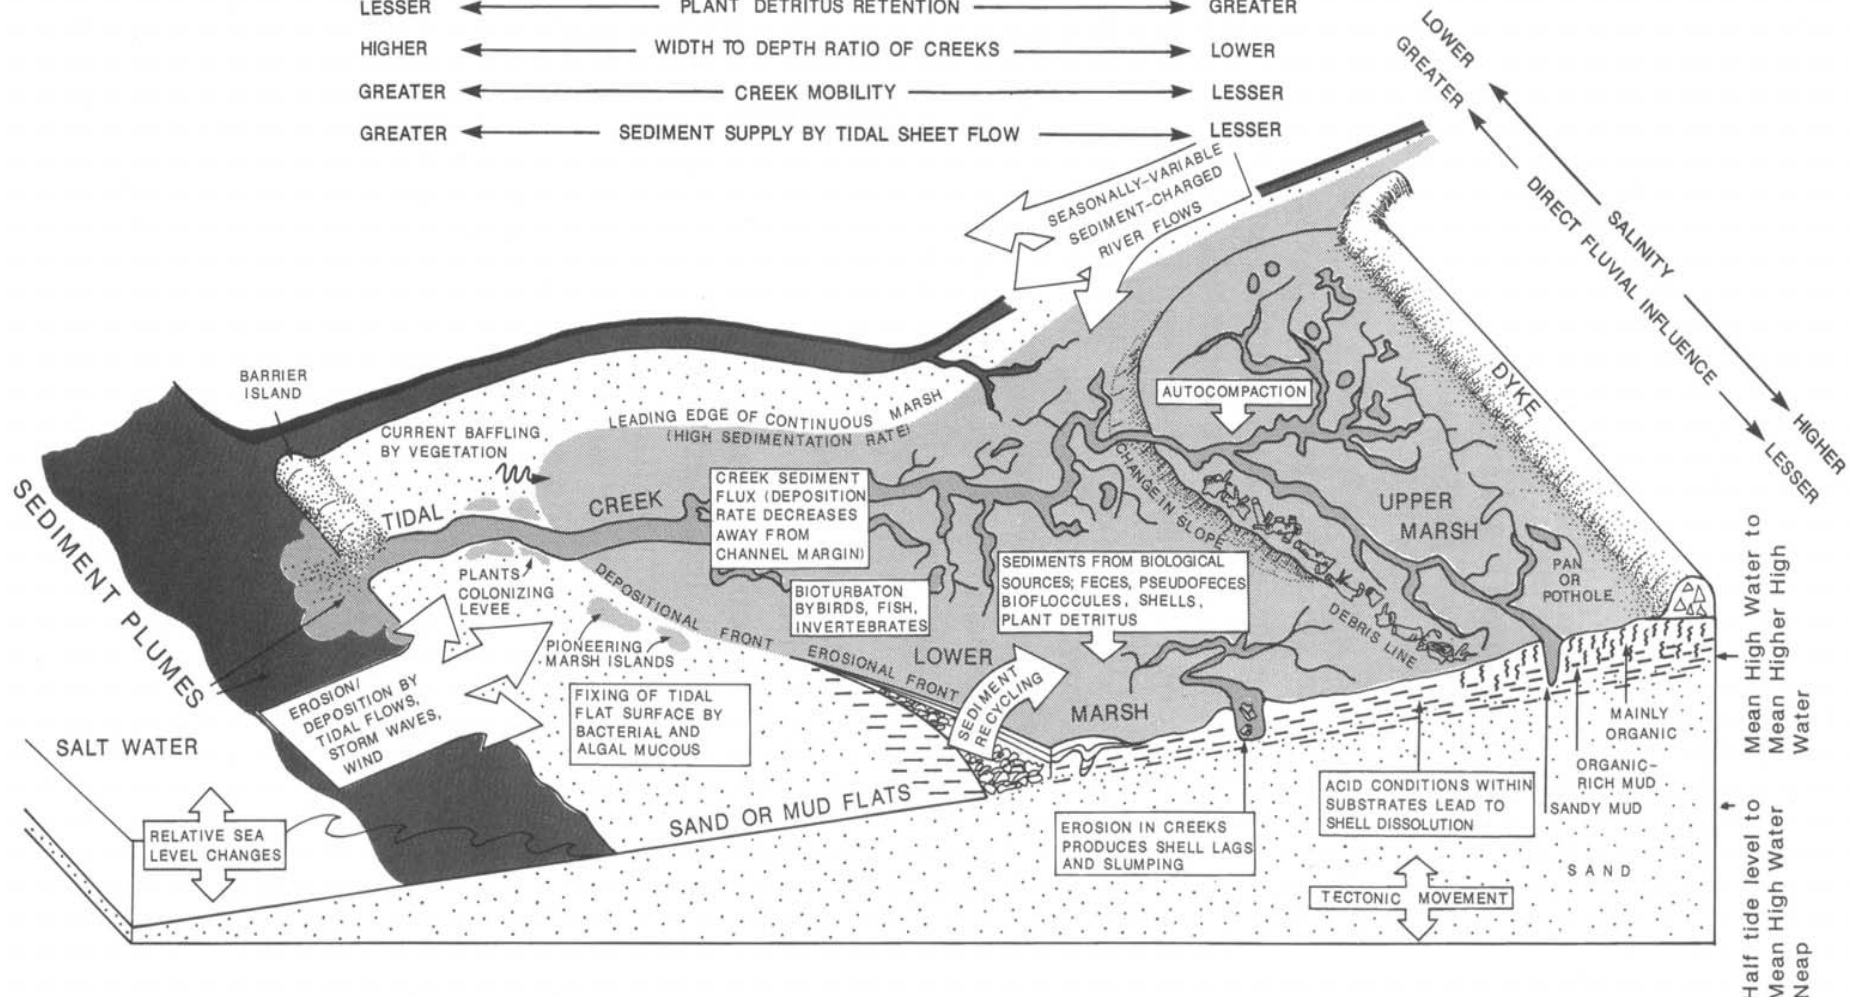 LESSER PLANT DETRITUS RETENTION GREATER
HIGHER WIDTH TO DEPTH RATIO OF CREEKS LOWER
GREATER CREEK MOBILITY LESSER
GREATER SEDIMENT SUPPLY BY TIDAL SHEET FLOW LESSER
LOWER
SALINITY
HIGHER
GREATER
DIRECT FLUVIAL INFLUENCE
LESSER
SEASONALLY-VARIABLE
SEDIMENT-CHARGED
RIVER FLOWS
BARRIER
ISLAND
CURRENT BAFFLING
BY VEGETATION
LEADING EDGE OF CONTINUOUS MARSH
(HIGH SEDIMENTATION RATE)
AUTOCOMPACTION
DYKE
SEDIMENT PLUMES
TIDAL
CREEK
CREEK SEDIMENT
FLUX (DEPOSITION
RATE DECREASES
AWAY FROM
CHANNEL MARGIN)
CHANGE IN SLOPE
UPPER
MARSH
PLANTS
COLONIZING
LEVEE
DEPOSITIONAL FRONT
BIOTURBATON
BYBIRDS, FISH,
INVERTEBRATES
SEDIMENTS FROM BIOLOGICAL
SOURCES; FECES, PSEUDOFECES
BIOFLOCCULES, SHELLS,
PLANT DETRITUS
PAN
OR
POTHOLE
DEBRIS LINE
PIONEERING
MARSH ISLANDS
EROSIONAL FRONT
LOWER
MARSH
SEDIMENT
RECYCLING
EROSION/
DEPOSITION BY
TIDAL FLOWS,
STORM WAVES,
WIND
FIXING OF TIDAL
FLAT SURFACE BY
BACTERIAL AND
ALGAL MUCOUS
SALT WATER
SAND OR MUD FLATS
RELATIVE SEA
LEVEL CHANGES
EROSION IN CREEKS
PRODUCES SHELL LAGS
AND SLUMPING
ACID CONDITIONS WITHIN
SUBSTRATES LEAD TO
SHELL DISSOLUTION
MAINLY
ORGANIC
ORGANIC-
RICH MUD
SANDY MUD
SAND
TECTONIC MOVEMENT
Mean High Water to
Mean Higher High
Water
Half tide level to
Mean High Water
Neap